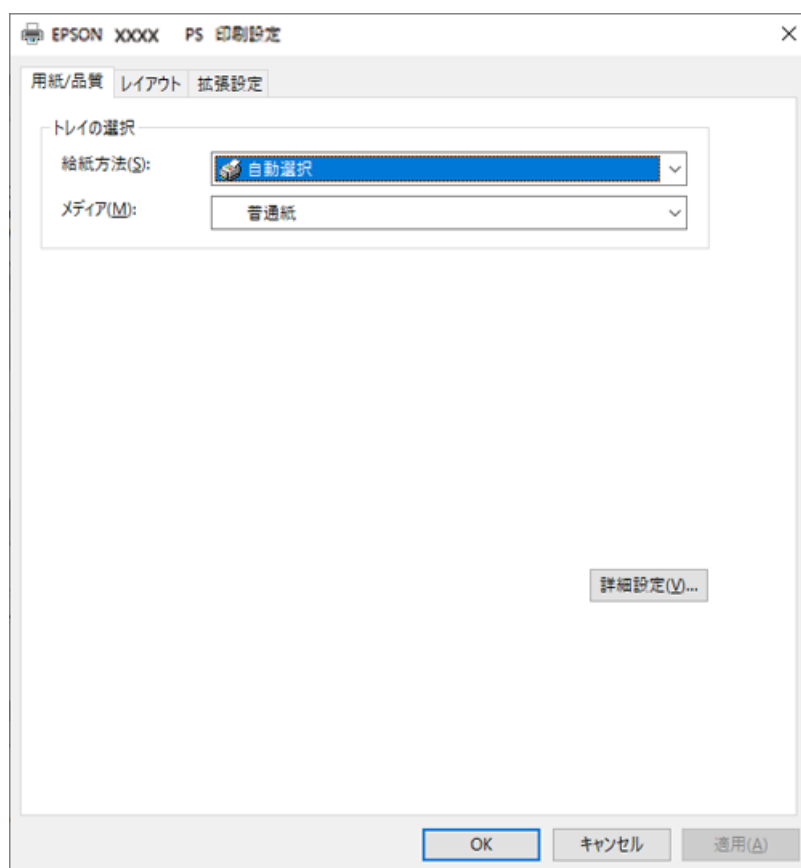 EPSON XXXX PS 印刷設定
用紙/品質 レイアウト 拡張設定
トレイの選択
給紙方法(S): 自動選択
メディア(M): 普通紙
詳細設定(V)...
OK キャンセル 適用(A)